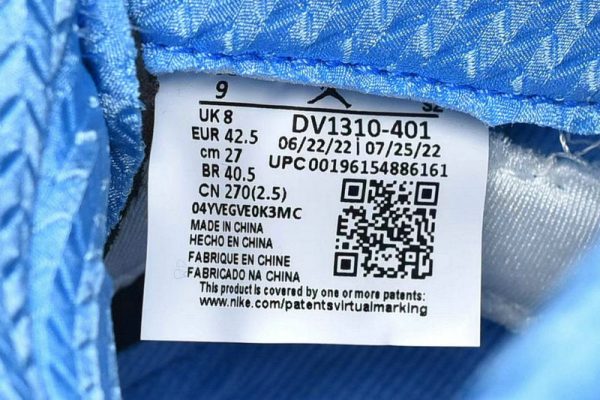 9 SZ
UK 8 DV1310-401
EUR 42.5 06/22/22 | 07/25/22
cm 27 UPC00196154886161
BR 40.5
CN 270(2.5)
04YVEGVE0K3MC
MADE IN CHINA
HECHO EN CHINA
FABRIQUE EN CHINE
FABRICADO NA CHINA
This product is covered by one or more patents:
www.nike.com/patentsvirtualmarking